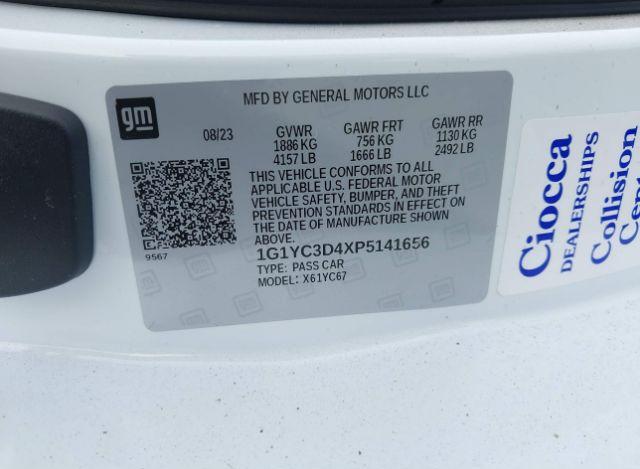 gm
MFD BY GENERAL MOTORS LLC
08/23
GVWR GAWR FRT GAWR RR
1886 KG 756 KG 1130 KG
4157 LB 1666 LB 2492 LB
THIS VEHICLE CONFORMS TO ALL
APPLICABLE U.S. FEDERAL MOTOR
VEHICLE SAFETY, BUMPER, AND THEFT
PREVENTION STANDARDS IN EFFECT ON
THE DATE OF MANUFACTURE SHOWN
ABOVE.
9567
1G1YC3D4XP5141656
TYPE: PASS CAR
MODEL: X61YC67
Ciocca
DEALERSHIPS
Collision